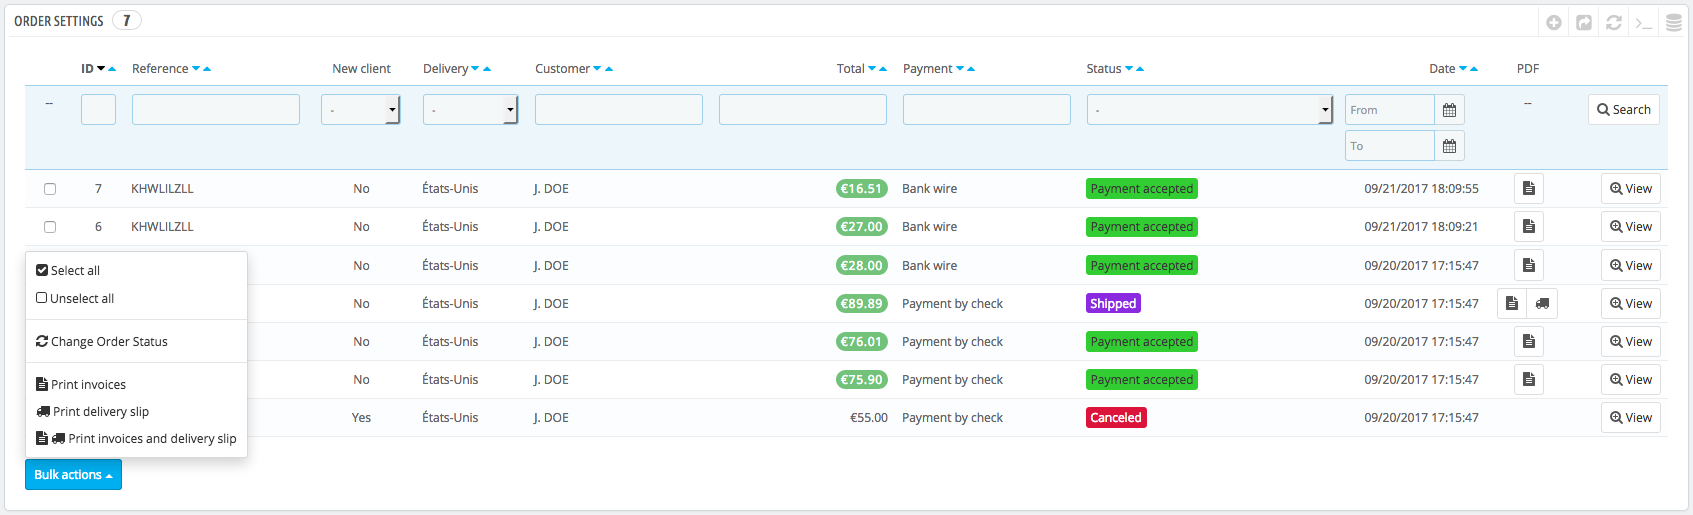 ORDER SETTINGS 7
ID Reference New client Delivery Customer Total Payment Status Date PDF
-- - - - From -- Search
To
7 KHWLILZLL No États-Unis J. DOE €16.51 Bank wire Payment accepted 09/21/2017 18:09:55 View
6 KHWLILZLL No États-Unis J. DOE €27.00 Bank wire Payment accepted 09/21/2017 18:09:21 View
No États-Unis J. DOE €28.00 Bank wire Payment accepted 09/20/2017 17:15:47 View
No États-Unis J. DOE €89.89 Payment by check Shipped 09/20/2017 17:15:47 View
No États-Unis J. DOE €76.01 Payment by check Payment accepted 09/20/2017 17:15:47 View
No États-Unis J. DOE €75.90 Payment by check Payment accepted 09/20/2017 17:15:47 View
Yes États-Unis J. DOE €55.00 Payment by check Canceled 09/20/2017 17:15:47 View
Select all
Unselect all
Change Order Status
Print invoices
Print delivery slip
Print invoices and delivery slip
Bulk actions